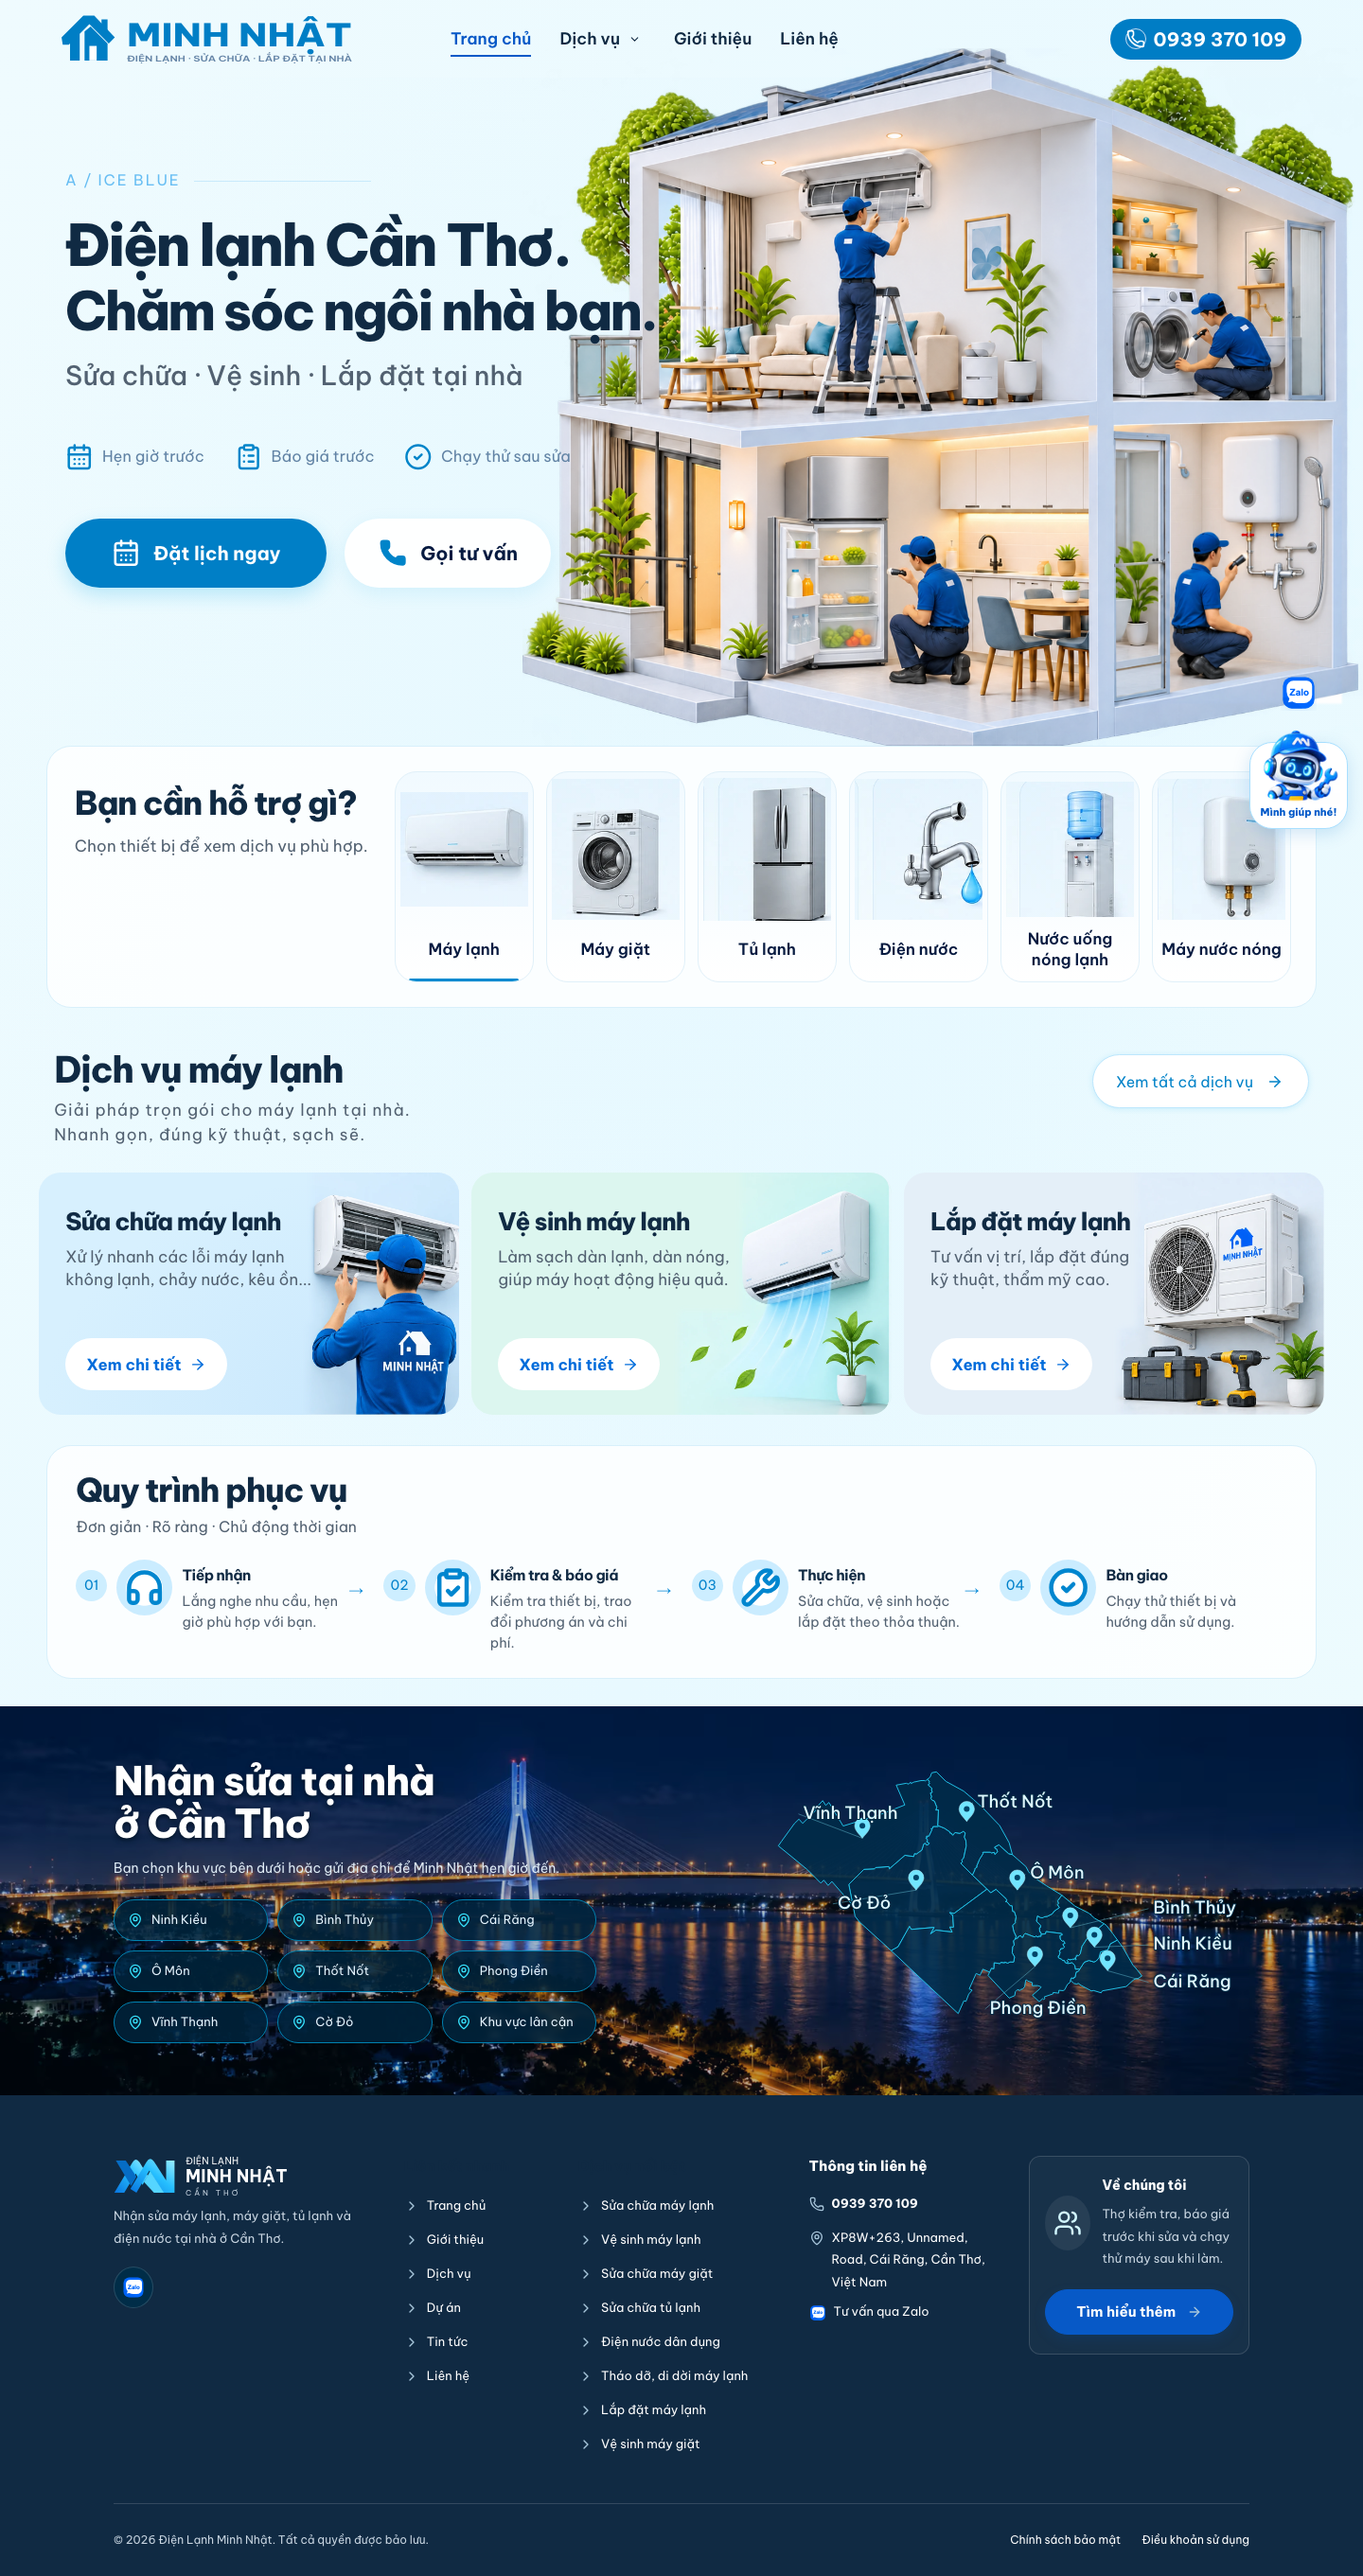 MINH NHẬT
ĐIỆN LẠNH · SỬA CHỮA · LẮP ĐẶT TẠI NHÀ
Trang chủ
Dịch vụ
Giới thiệu
Liên hệ
0939 370 109
A / ICE BLUE
Điện lạnh Cần Thơ.
Chăm sóc ngôi nhà bạn.
Sửa chữa · Vệ sinh · Lắp đặt tại nhà
Hẹn giờ trước
Báo giá trước
Chạy thử sau sửa
Đặt lịch ngay
Gọi tư vấn
Zalo
Mình giúp nhé!
Bạn cần hỗ trợ gì?
Chọn thiết bị để xem dịch vụ phù hợp.
Máy lạnh
Máy giặt
Tủ lạnh
Điện nước
Nước uống
nóng lạnh
Máy nước nóng
Dịch vụ máy lạnh
Giải pháp trọn gói cho máy lạnh tại nhà.
Nhanh gọn, đúng kỹ thuật, sạch sẽ.
Xem tất cả dịch vụ
Sửa chữa máy lạnh
Xử lý nhanh các lỗi máy lạnh
không lạnh, chảy nước, kêu ồn...
Xem chi tiết
MINH NHẬT
Vệ sinh máy lạnh
Làm sạch dàn lạnh, dàn nóng,
giúp máy hoạt động hiệu quả.
Xem chi tiết
Lắp đặt máy lạnh
Tư vấn vị trí, lắp đặt đúng
kỹ thuật, thẩm mỹ cao.
Xem chi tiết
MINH NHẬT
Quy trình phục vụ
Đơn giản · Rõ ràng · Chủ động thời gian
01
Tiếp nhận
Lắng nghe nhu cầu, hẹn
giờ phù hợp với bạn.
→
02
Kiểm tra & báo giá
Kiểm tra thiết bị, trao
đổi phương án và chi
phí.
→
03
Thực hiện
Sửa chữa, vệ sinh hoặc
lắp đặt theo thỏa thuận.
→
04
Bàn giao
Chạy thử thiết bị và
hướng dẫn sử dụng.
Nhận sửa tại nhà
ở Cần Thơ
Bạn chọn khu vực bên dưới hoặc gửi địa chỉ để Minh Nhật hẹn giờ đến.
Ninh Kiều
Bình Thủy
Cái Răng
Ô Môn
Thốt Nốt
Phong Điền
Vĩnh Thạnh
Cờ Đỏ
Khu vực lân cận
Vĩnh Thạnh
Thốt Nốt
Ô Môn
Cờ Đỏ
Bình Thủy
Ninh Kiều
Cái Răng
Phong Điền
ĐIỆN LẠNH
MINH NHẬT
CẦN THƠ
Nhận sửa máy lạnh, máy giặt, tủ lạnh và
điện nước tại nhà ở Cần Thơ.
Zalo
Trang chủ
Giới thiệu
Dịch vụ
Dự án
Tin tức
Liên hệ
Sửa chữa máy lạnh
Vệ sinh máy lạnh
Sửa chữa máy giặt
Sửa chữa tủ lạnh
Điện nước dân dụng
Tháo dỡ, di dời máy lạnh
Lắp đặt máy lạnh
Vệ sinh máy giặt
Thông tin liên hệ
0939 370 109
XP8W+263, Unnamed,
Road, Cái Răng, Cần Thơ,
Việt Nam
Tư vấn qua Zalo
Về chúng tôi
Thợ kiểm tra, báo giá
trước khi sửa và chạy
thử máy sau khi làm.
Tìm hiểu thêm
© 2026 Điện Lạnh Minh Nhật. Tất cả quyền được bảo lưu.
Chính sách bảo mật
Điều khoản sử dụng